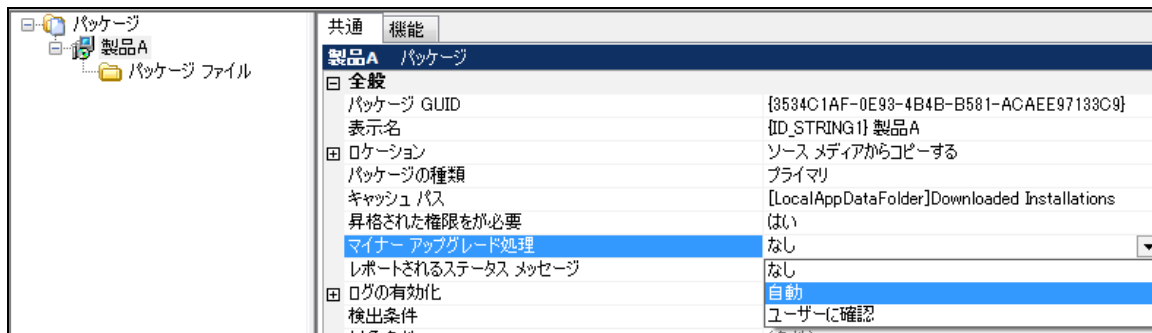 パッケージ
製品A
パッケージ ファイル
共通 機能
製品A パッケージ
全般
パッケージ GUID {3534C1AF-0E93-4B4B-B581-ACAEE97133C9}
表示名 {ID_STRING1} 製品A
ロケーション ソース メディアからコピーする
パッケージの種類 プライマリ
キャッシュ パス [LocalAppDataFolder]Downloaded Installations
昇格された権限をが必要 はい
マイナー アップグレード処理 なし
レポートされるステータス メッセージ なし
ログの有効化 自動
検出条件 ユーザーに確認